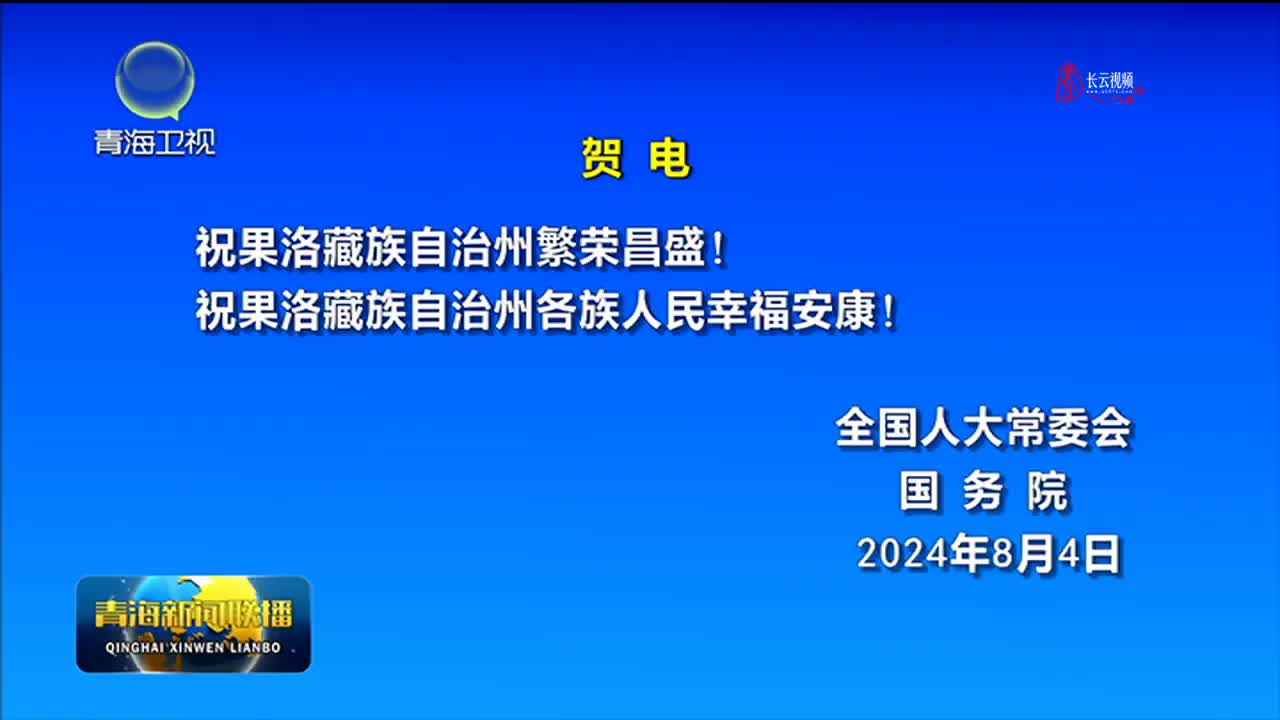 青海卫视
长云视频
贺 电
祝果洛藏族自治州繁荣昌盛！
祝果洛藏族自治州各族人民幸福安康！
全国人大常委会
国 务 院
2024年8月4日
青海新闻联播
QINGHAI XINWEN LIANBO